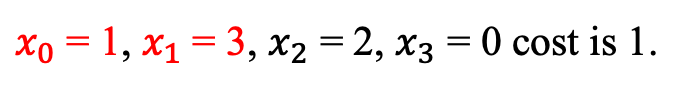 x₀ = 1, x₁ = 3, x₂ = 2, x₃ = 0 cost is 1.